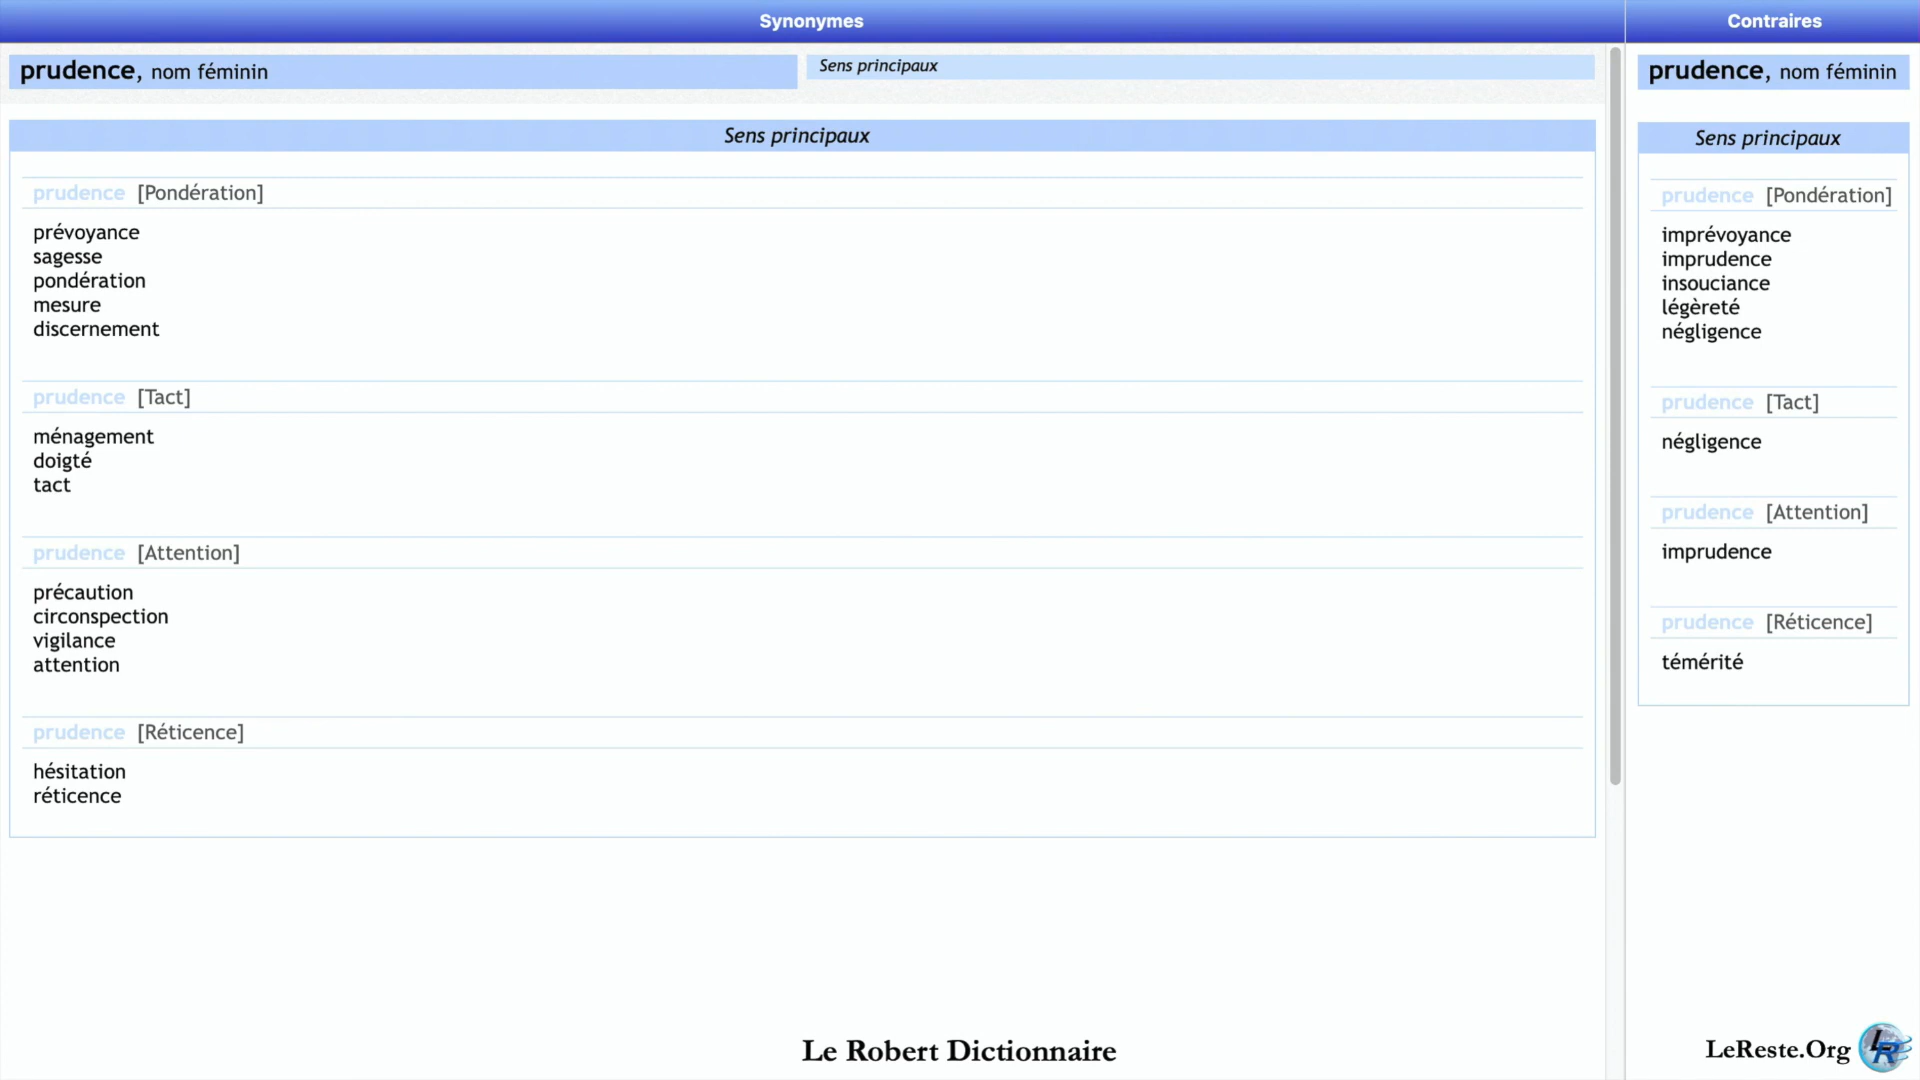 Synonymes
prudence, nom féminin
Sens principaux
Sens principaux
prudence [Pondération]
prévoyance
sagesse
pondération
mesure
discernement
prudence [Tact]
ménagement
doigté
tact
prudence [Attention]
précaution
circonspection
vigilance
attention
prudence [Réticence]
hésitation
réticence
Contraires
prudence, nom féminin
Sens principaux
prudence [Pondération]
imprévoyance
imprudence
insouciance
légèreté
négligence
prudence [Tact]
négligence
prudence [Attention]
imprudence
prudence [Réticence]
témérité
Le Robert Dictionnaire
LeReste.Org
LR